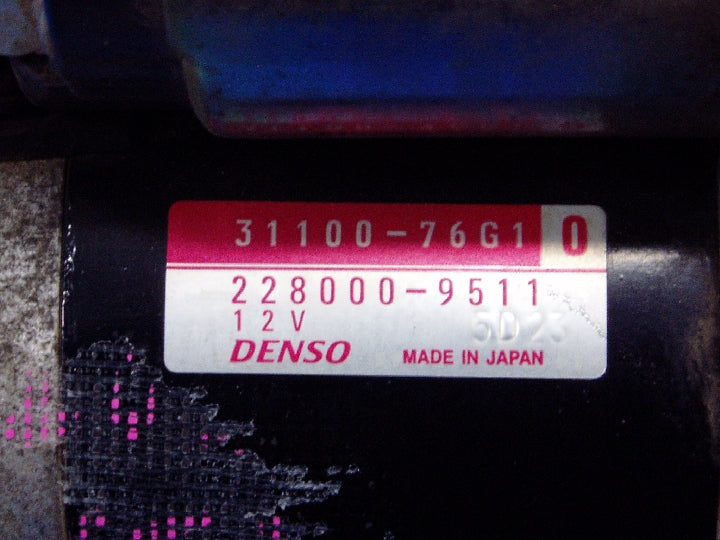 31100-76G1 0
228000-9511
12V 5D23
DENSO MADE IN JAPAN